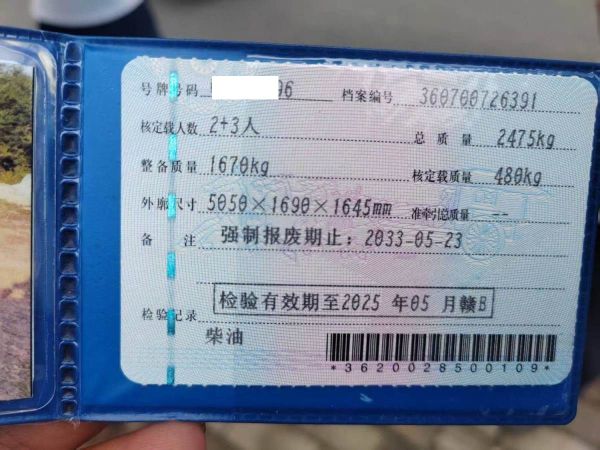 号牌号码 96 档案编号 360700726391
核定载人数 2+3人 总质量 2475kg
整备质量 1670kg 核定载质量 480kg
外廓尺寸 5050×1690×1645mm 准牵引总质量 --
备注 强制报废期止：2033-05-23
检验记录 检验有效期至2025 年05 月赣B
柴油
*3620028500109*